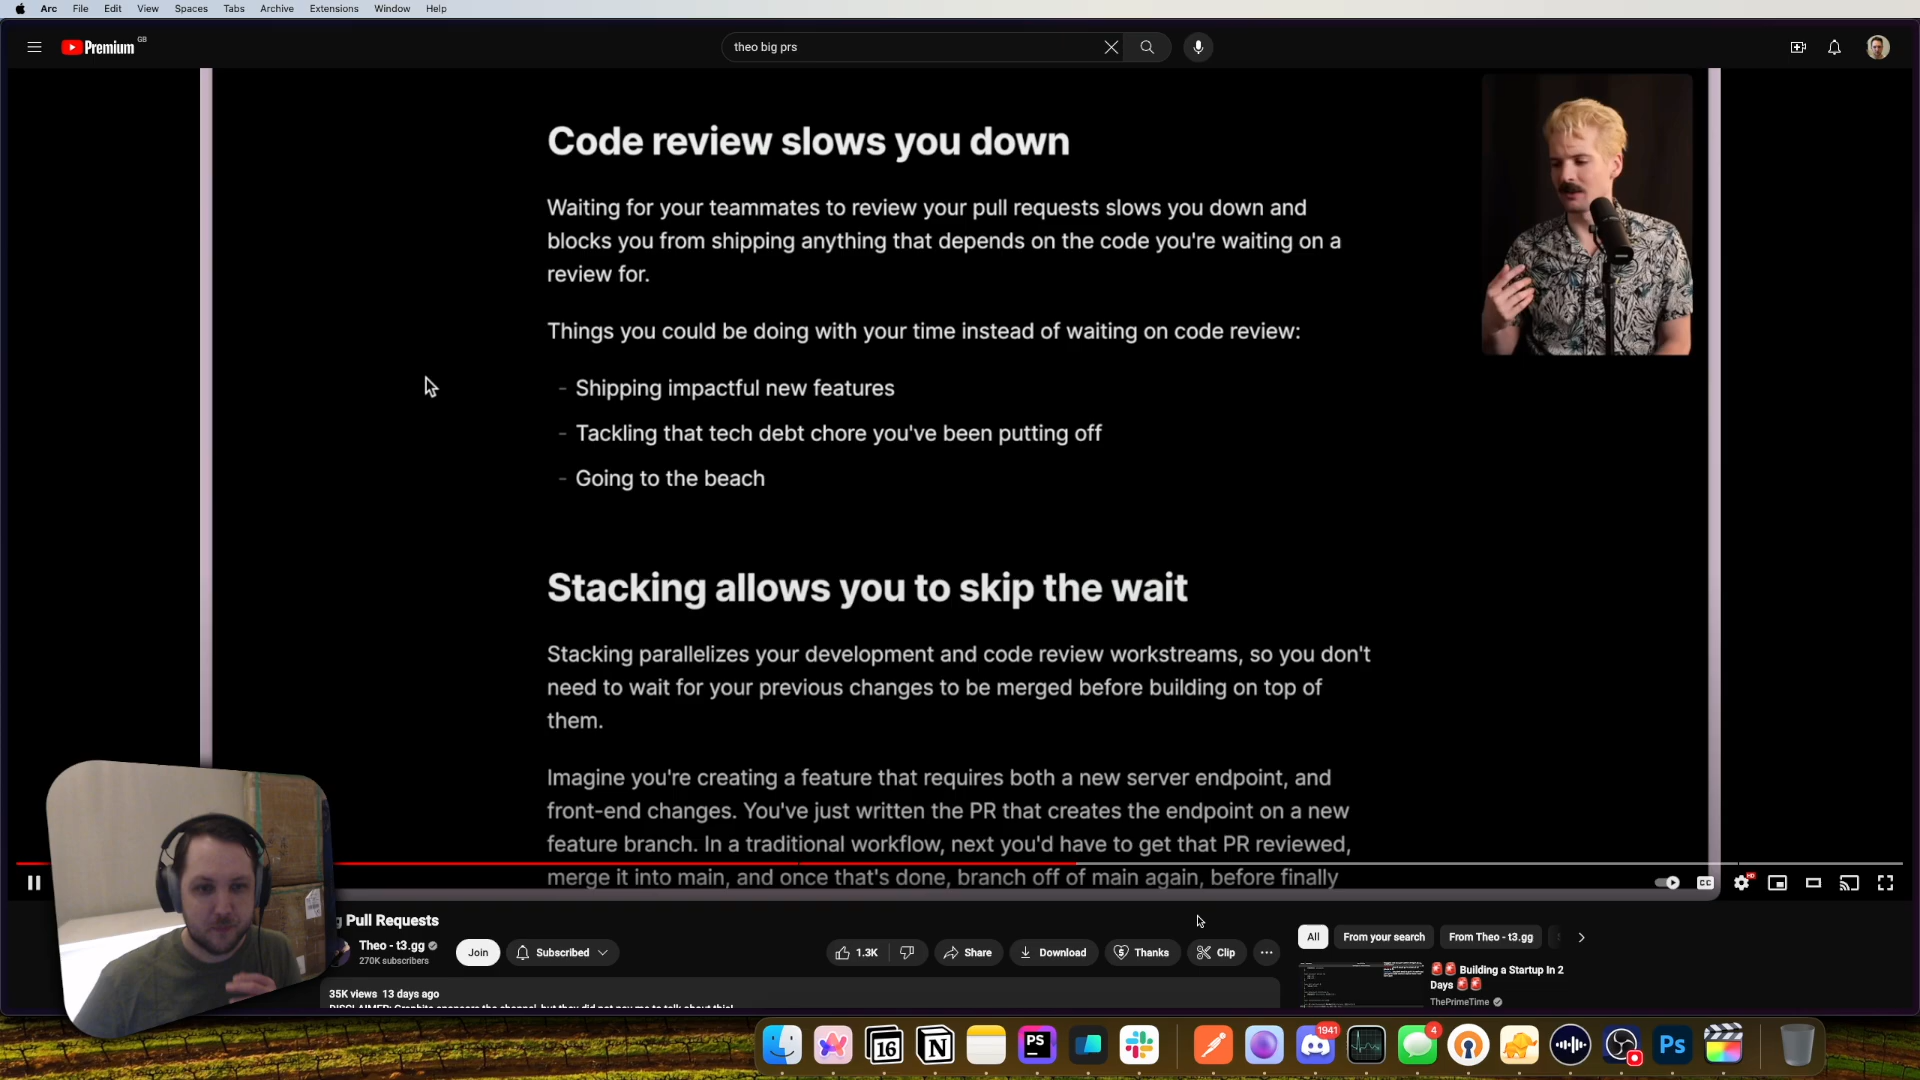 Arc File Edit View Spaces Tabs Archive Extensions Window Help
Premium GB
theo big prs
Code review slows you down
Waiting for your teammates to review your pull requests slows you down and
blocks you from shipping anything that depends on the code you're waiting on a
review for.
Things you could be doing with your time instead of waiting on code review:
- Shipping impactful new features
- Tackling that tech debt chore you've been putting off
- Going to the beach
Stacking allows you to skip the wait
Stacking parallelizes your development and code review workstreams, so you don't
need to wait for your previous changes to be merged before building on top of
them.
Imagine you're creating a feature that requires both a new server endpoint, and
front-end changes. You've just written the PR that creates the endpoint on a new
feature branch. In a traditional workflow, next you'd have to get that PR reviewed,
merge it into main, and once that's done, branch off of main again, before finally
CC HD
Pull Requests
Theo - t3.gg
270K subscribers
Join
Subscribed
1.3K
Share
Download
Thanks
Clip
All
From your search
From Theo - t3.gg
35K views 13 days ago
Building a Startup In 2
Days
ThePrimeTime
16
N
PS
1941
4
Ps